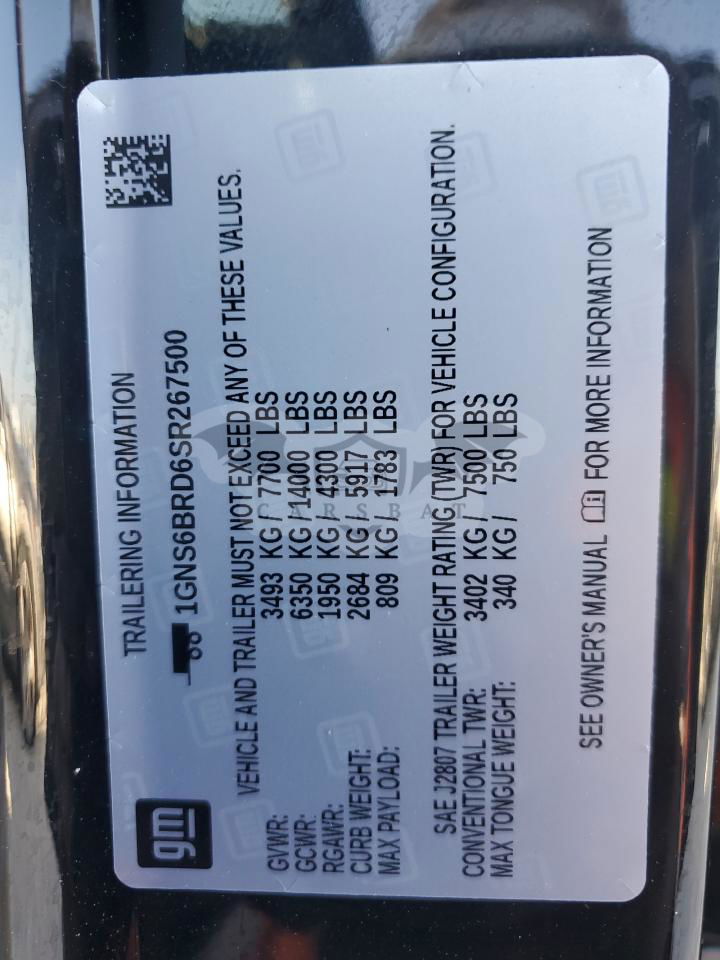 gm
TRAILERING INFORMATION
1GNS6BRD6SR267500
VEHICLE AND TRAILER MUST NOT EXCEED ANY OF THESE VALUES.
GVWR: 3493 KG / 7700 LBS
GCWR: 6350 KG / 14000 LBS
RGAWR: 1950 KG / 4300 LBS
CURB WEIGHT: 2684 KG / 5917 LBS
MAX PAYLOAD: 809 KG / 1783 LBS
SAE J2807 TRAILER WEIGHT RATING (TWR) FOR VEHICLE CONFIGURATION.
CONVENTIONAL TWR: 3402 KG / 7500 LBS
MAX TONGUE WEIGHT: 340 KG / 750 LBS
SEE OWNER'S MANUAL FOR MORE INFORMATION
CARSBAT